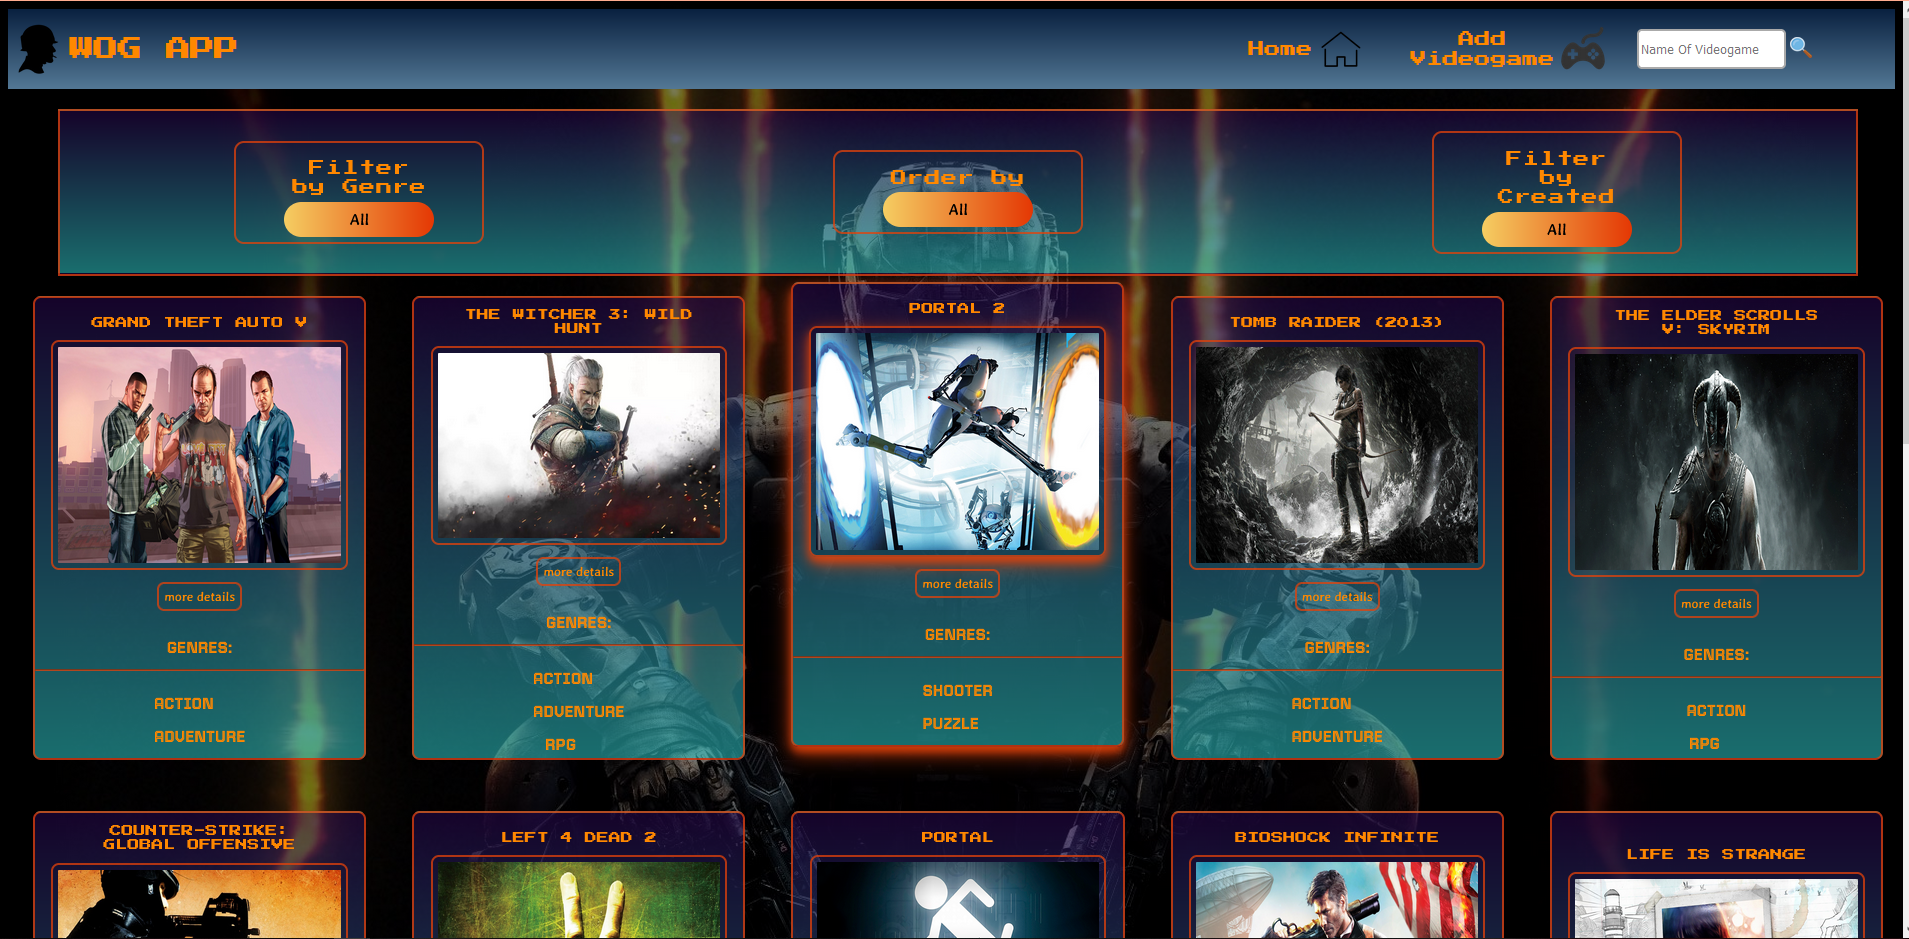 WOG APP
Home
Add
Videogame
Name Of Videogame
Filter
by Genre
All
Order by
All
Filter
by
Created
All
GRAND THEFT AUTO V
more details
GENRES:
ACTION
ADVENTURE
THE WITCHER 3: WILD
HUNT
more details
GENRES:
ACTION
ADVENTURE
RPG
PORTAL 2
more details
GENRES:
SHOOTER
PUZZLE
TOMB RAIDER (2013)
more details
GENRES:
ACTION
ADVENTURE
THE ELDER SCROLLS
V: SKYRIM
more details
GENRES:
ACTION
RPG
COUNTER-STRIKE:
GLOBAL OFFENSIVE
LEFT 4 DEAD 2
PORTAL
BIOSHOCK INFINITE
LIFE IS STRANGE